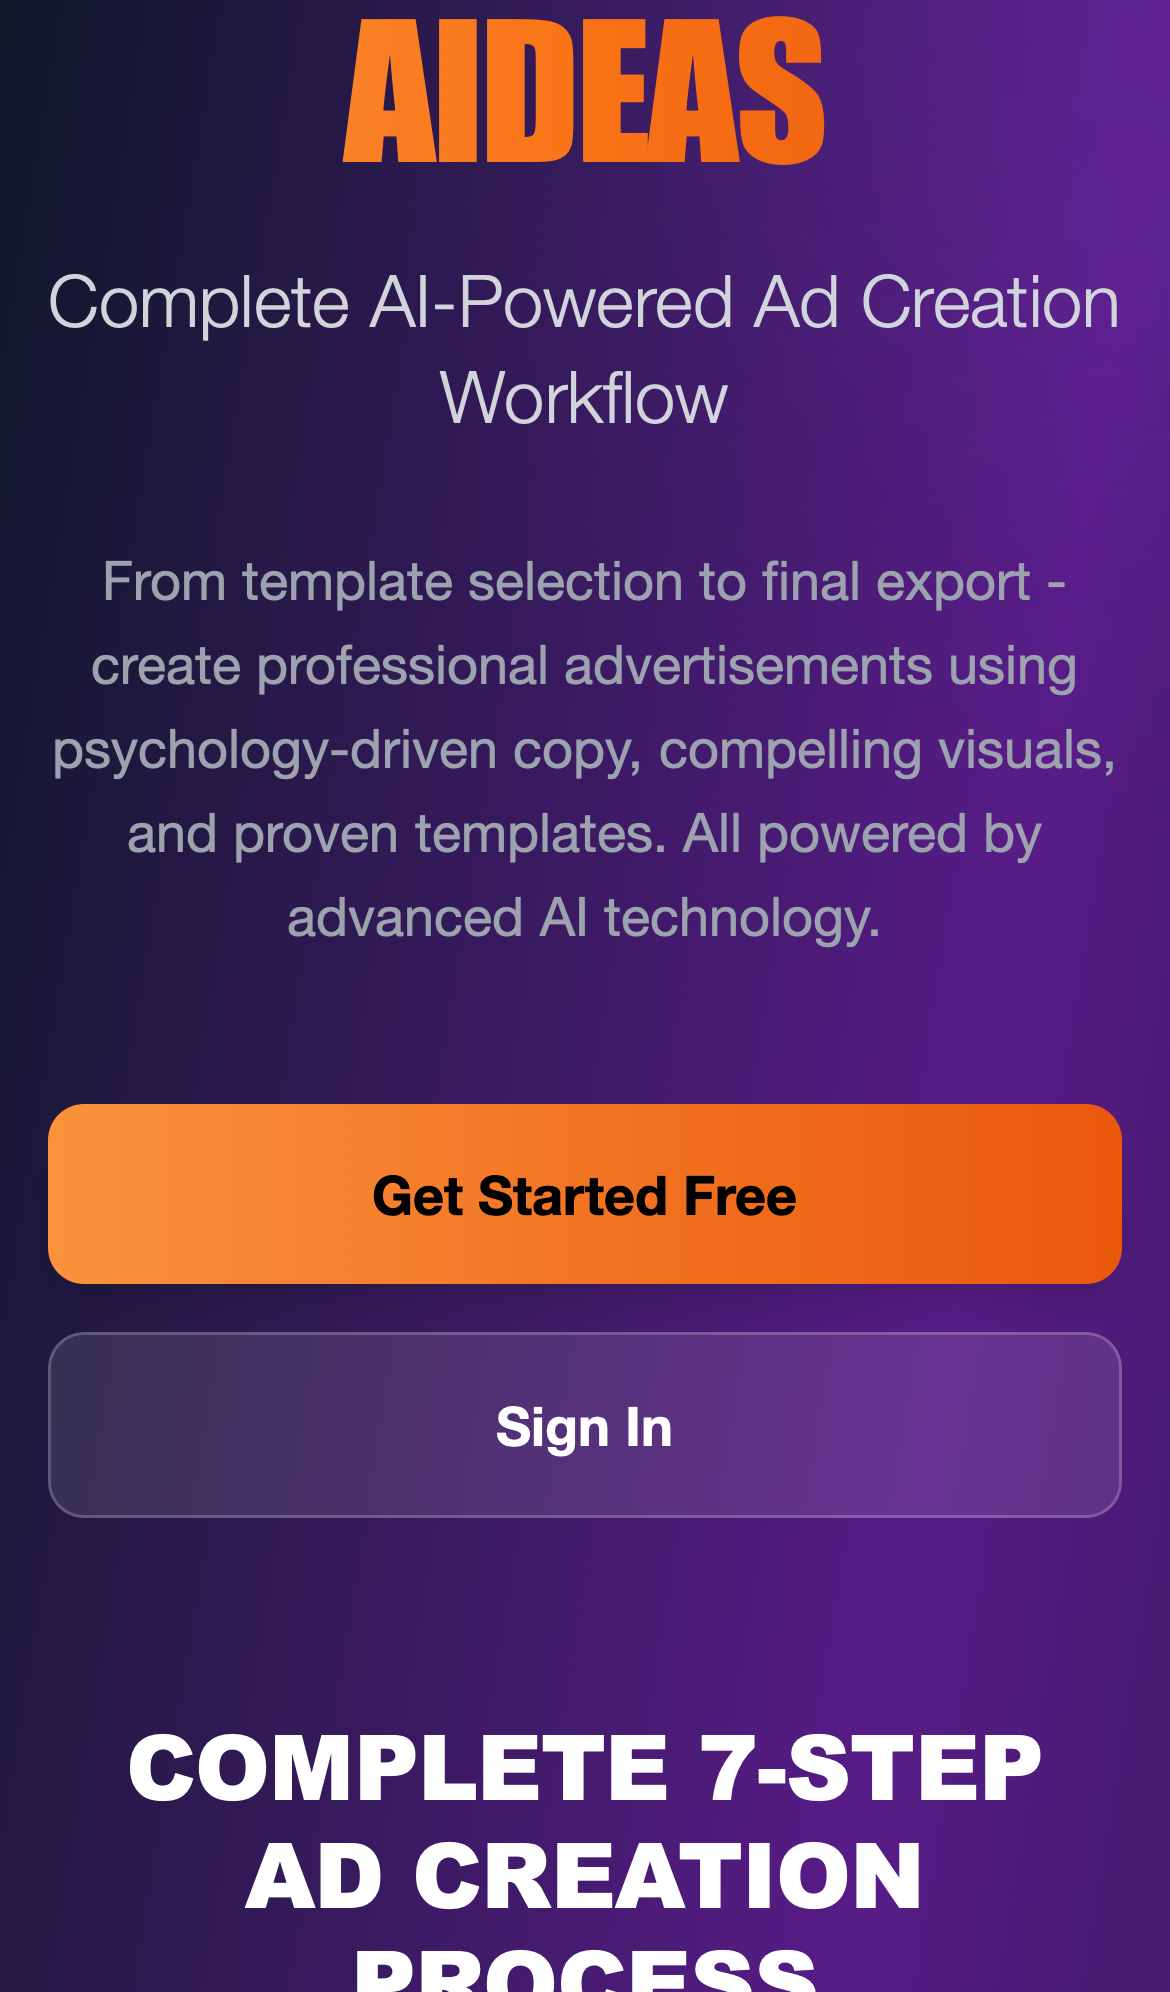 AIDEAS
Complete AI-Powered Ad Creation
Workflow
From template selection to final export -
create professional advertisements using
psychology-driven copy, compelling visuals,
and proven templates. All powered by
advanced AI technology.
Get Started Free
Sign In
COMPLETE 7-STEP
AD CREATION
PROCESS